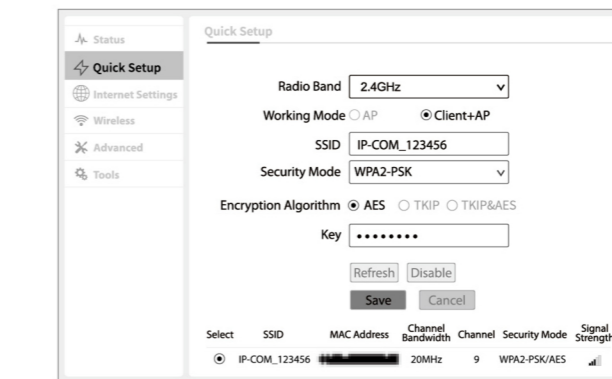 Status
Quick Setup
Internet Settings
Wireless
Advanced
Tools
Quick Setup
Radio Band 2.4GHz
Working Mode AP Client+AP
SSID IP-COM_123456
Security Mode WPA2-PSK
Encryption Algorithm AES TKIP TKIP&AES
Key ••••••••
Refresh Disable
Save Cancel
Select SSID MAC Address Channel Bandwidth Channel Security Mode Signal Strength
IP-COM_123456 20MHz 9 WPA2-PSK/AES